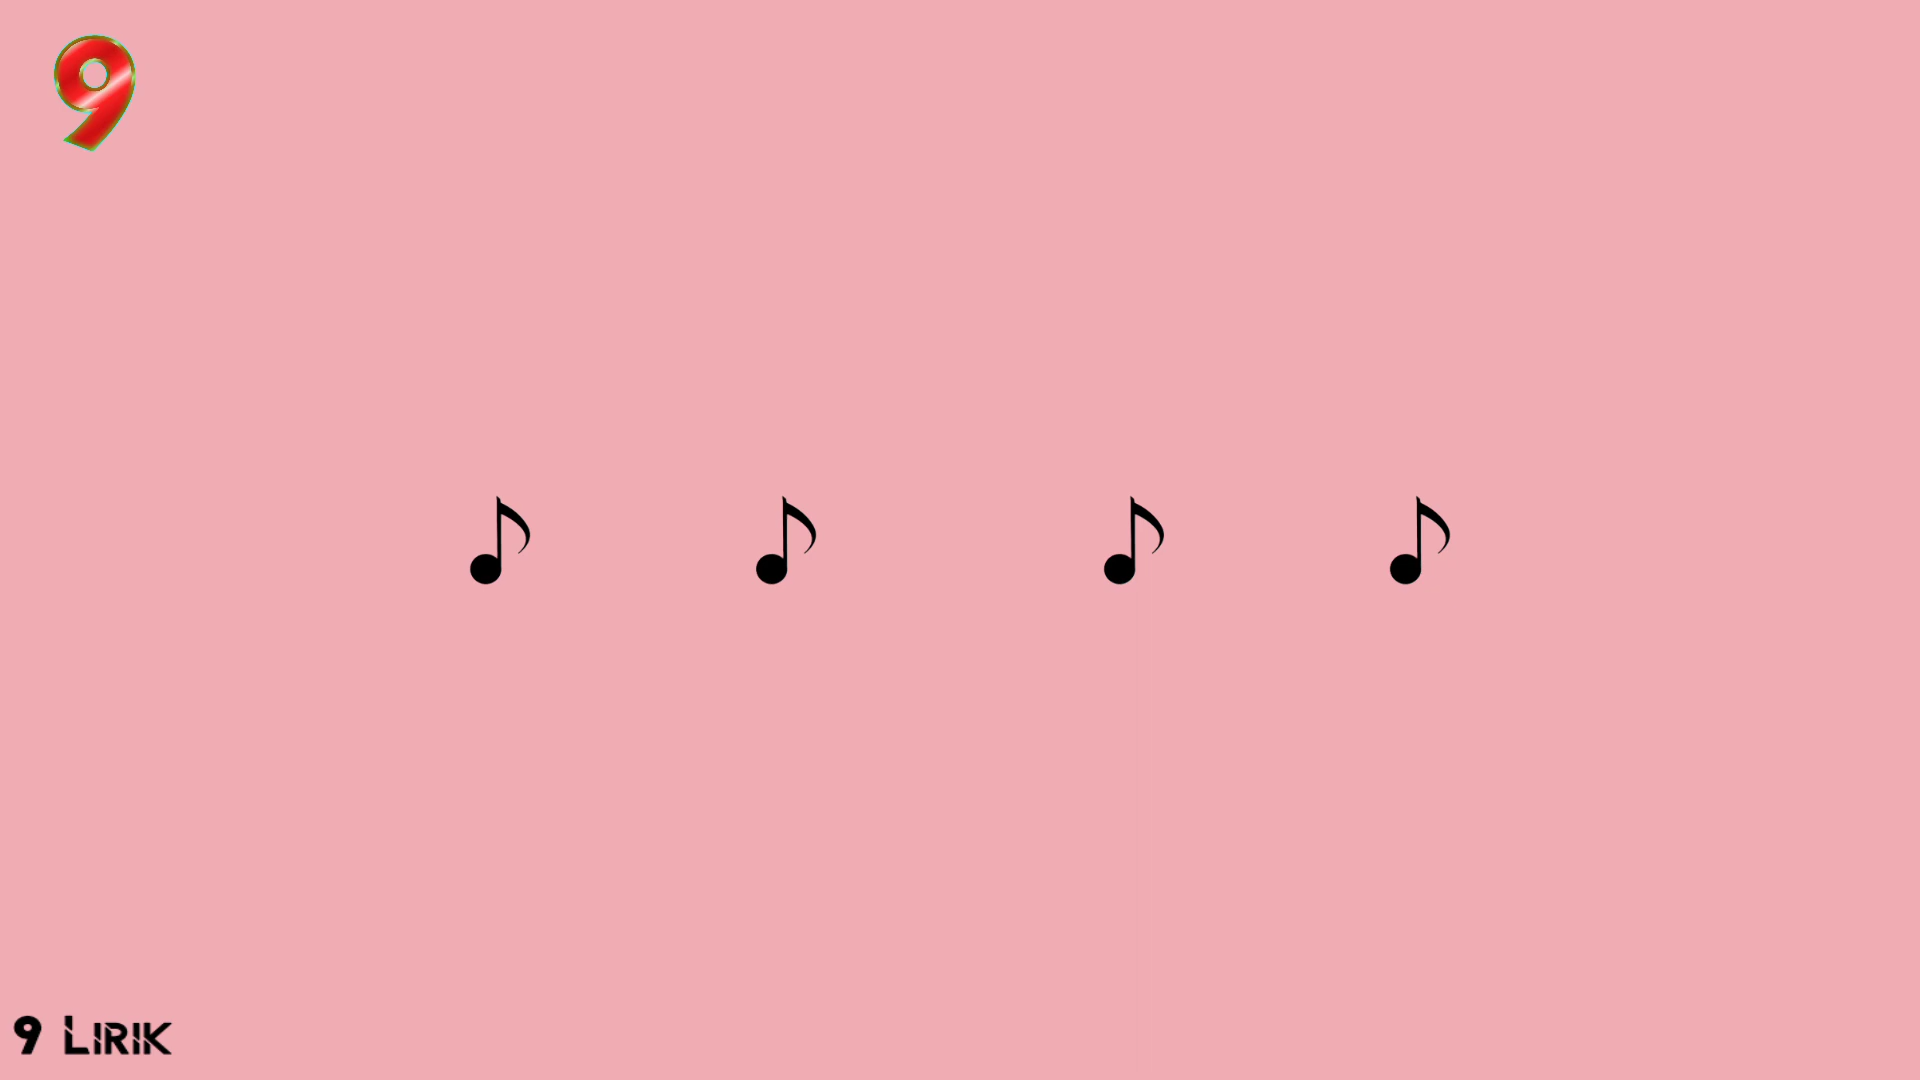 9
♪ ♪ ♪ ♪
9 LIRIK